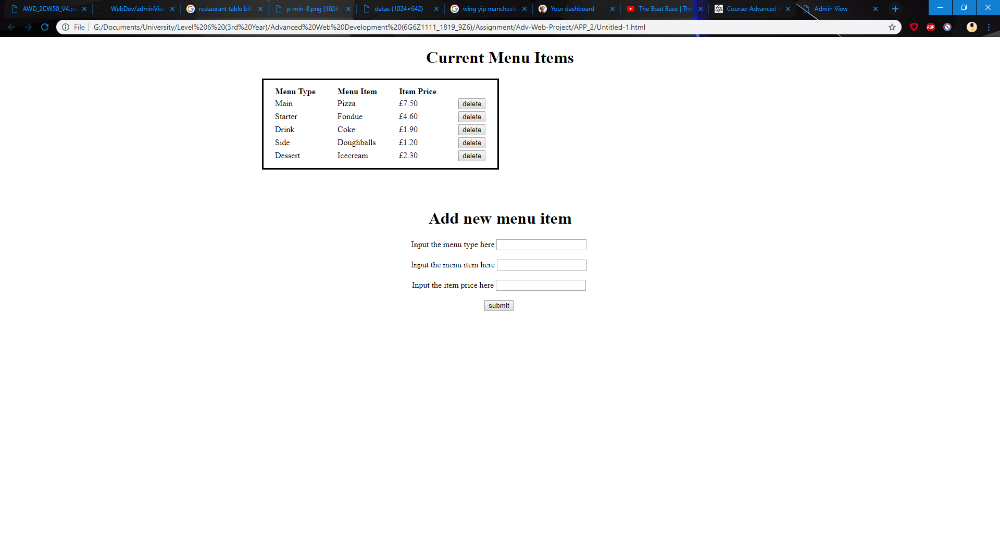 AWD_2CW50_V4.pd WebDev/adminView restaurant table bill p-min-8.png (1024× datas (1024×642) wing yip mancheste Your dashboard The Boat Base | The Course: Advanced Admin View
File G:/Documents/University/Level%206%20(3rd%20Year)/Advanced%20Web%20Development%20(6G6Z1111_1819_9Z6)/Assignment/Adv-Web-Project/APP_2/Untitled-1.html
ABP
Current Menu Items
Menu Type Menu Item Item Price
Main Pizza £7.50 delete
Starter Fondue £4.60 delete
Drink Coke £1.90 delete
Side Doughballs £1.20 delete
Dessert Icecream £2.30 delete
Add new menu item
Input the menu type here
Input the menu item here
Input the item price here
submit